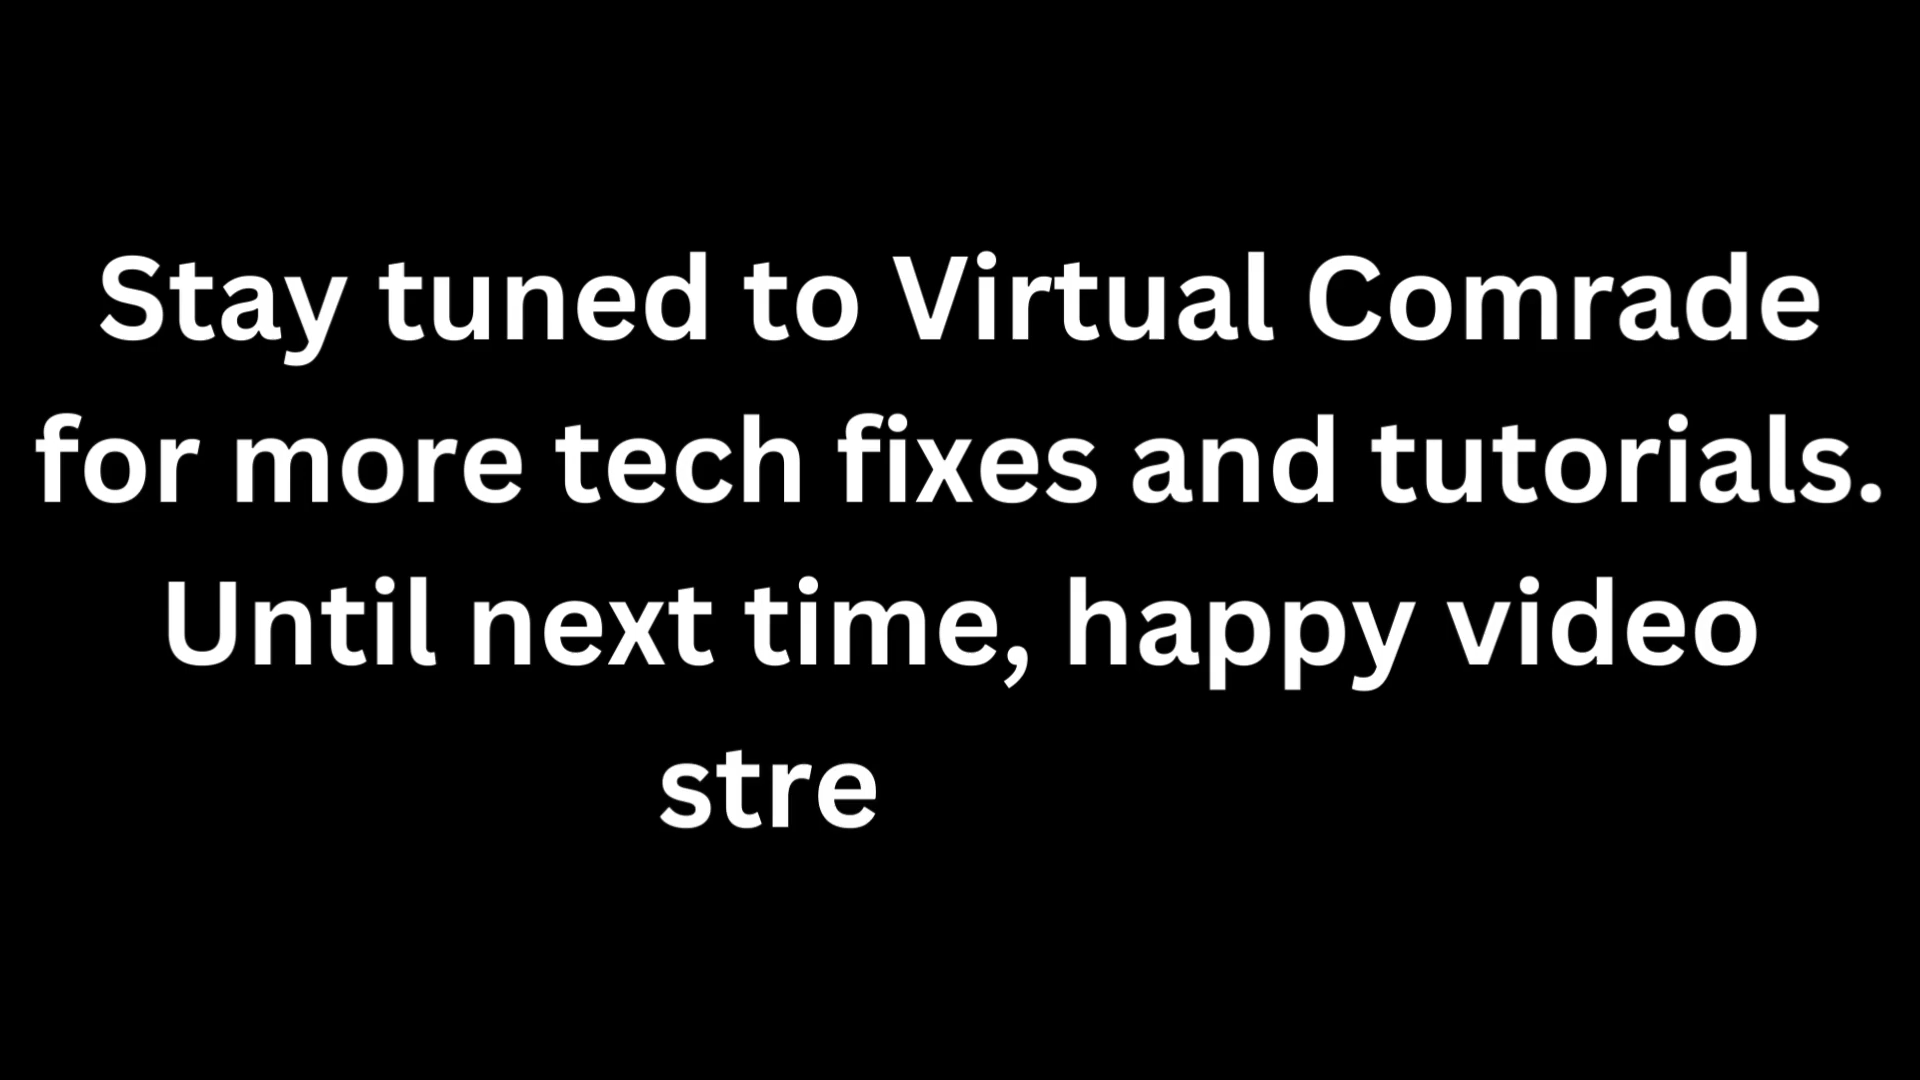 Stay tuned to Virtual Comrade
for more tech fixes and tutorials.
Until next time, happy video
stre